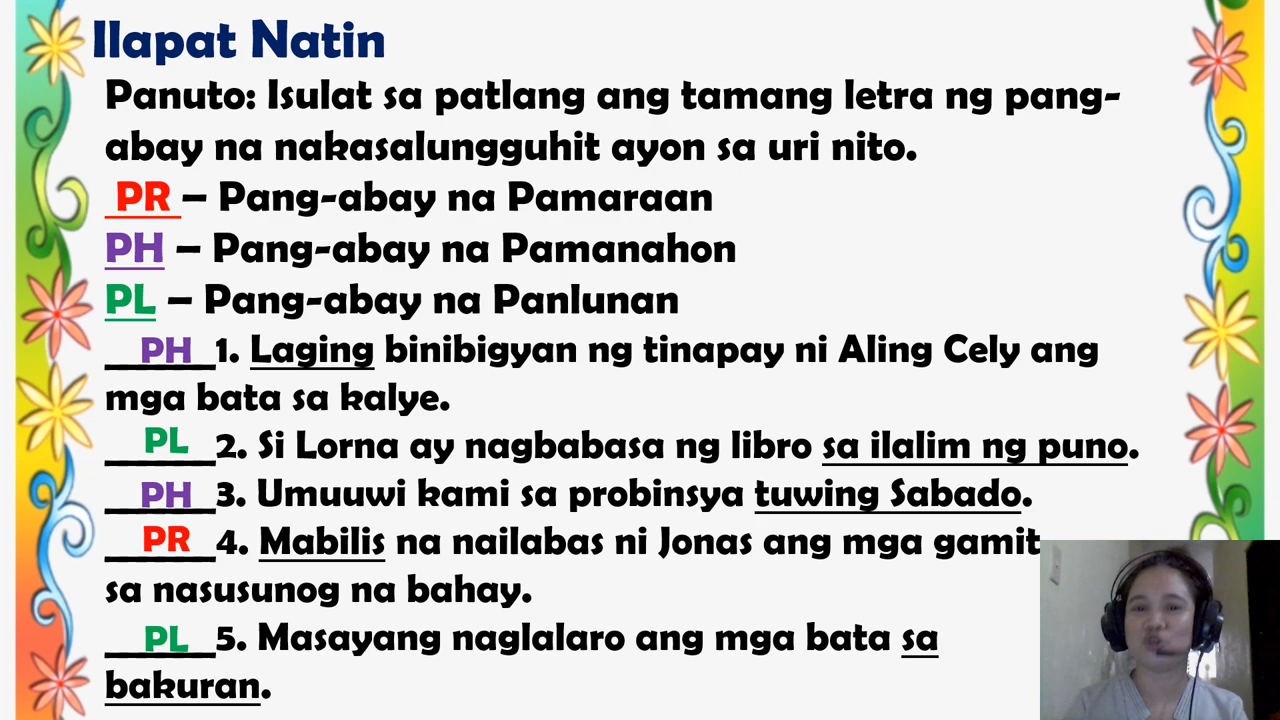 Ilapat Natin
Panuto: Isulat sa patlang ang tamang letra ng pang-
abay na nakasalungguhit ayon sa uri nito.
PR – Pang-abay na Pamaraan
PH – Pang-abay na Pamanahon
PL – Pang-abay na Panlunan
PH 1. Laging binibigyan ng tinapay ni Aling Cely ang
mga bata sa kalye.
PL 2. Si Lorna ay nagbabasa ng libro sa ilalim ng puno.
PH 3. Umuuwi kami sa probinsya tuwing Sabado.
PR 4. Mabilis na nailabas ni Jonas ang mga gamit
sa nasusunog na bahay.
PL 5. Masayang naglalaro ang mga bata sa
bakuran.